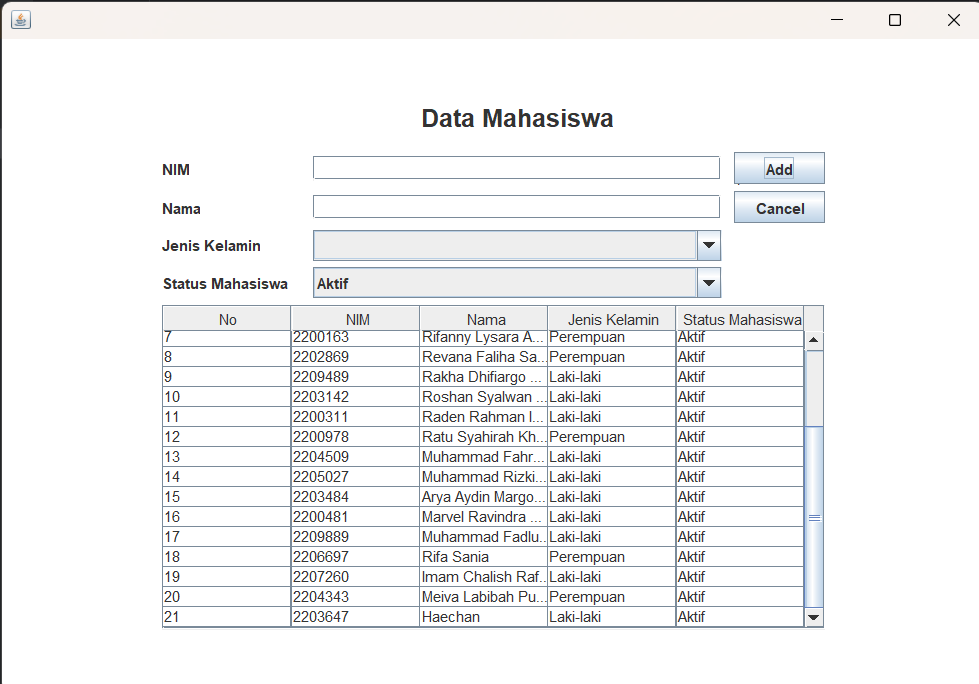 Data Mahasiswa
NIM Add
Nama Cancel
Jenis Kelamin
Status Mahasiswa Aktif
No NIM Nama Jenis Kelamin Status Mahasiswa
7 2200163 Rifanny Lysara A... Perempuan Aktif
8 2202869 Revana Faliha Sa... Perempuan Aktif
9 2209489 Rakha Dhifiargo ... Laki-laki Aktif
10 2203142 Roshan Syalwan ... Laki-laki Aktif
11 2200311 Raden Rahman I... Laki-laki Aktif
12 2200978 Ratu Syahirah Kh... Perempuan Aktif
13 2204509 Muhammad Fahr... Laki-laki Aktif
14 2205027 Muhammad Rizki... Laki-laki Aktif
15 2203484 Arya Aydin Margo... Laki-laki Aktif
16 2200481 Marvel Ravindra ... Laki-laki Aktif
17 2209889 Muhammad Fadlu... Laki-laki Aktif
18 2206697 Rifa Sania Perempuan Aktif
19 2207260 Imam Chalish Raf... Laki-laki Aktif
20 2204343 Meiva Labibah Pu... Perempuan Aktif
21 2203647 Haechan Laki-laki Aktif